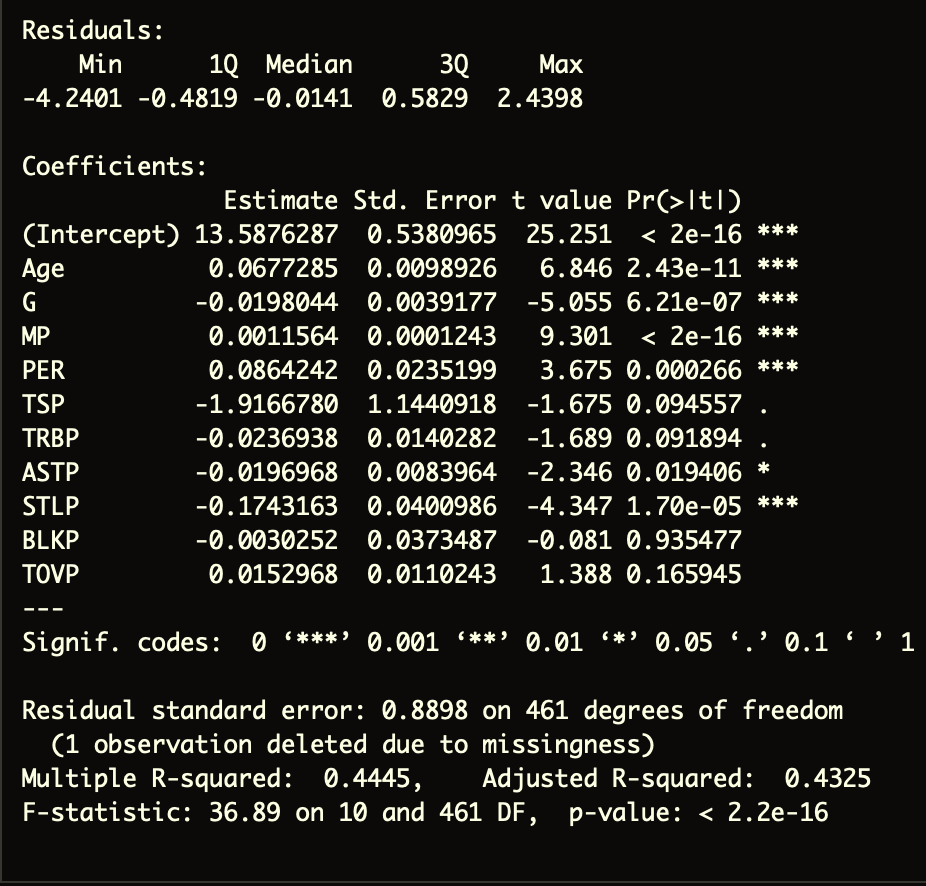 Residuals:
    Min      1Q  Median      3Q     Max
-4.2401 -0.4819 -0.0141  0.5829  2.4398
Coefficients:
              Estimate Std. Error t value Pr(>|t|)
(Intercept) 13.5876287  0.5380965  25.251  < 2e-16 ***
Age          0.0677285  0.0098926   6.846 2.43e-11 ***
G           -0.0198044  0.0039177  -5.055 6.21e-07 ***
MP           0.0011564  0.0001243   9.301  < 2e-16 ***
PER          0.0864242  0.0235199   3.675 0.000266 ***
TSP         -1.9166780  1.1440918  -1.675 0.094557 .
TRBP        -0.0236938  0.0140282  -1.689 0.091894 .
ASTP        -0.0196968  0.0083964  -2.346 0.019406 *
STLP        -0.1743163  0.0400986  -4.347 1.70e-05 ***
BLKP        -0.0030252  0.0373487  -0.081 0.935477
TOVP         0.0152968  0.0110243   1.388 0.165945
---
Signif. codes:  0 ‘***’ 0.001 ‘**’ 0.01 ‘*’ 0.05 ‘.’ 0.1 ‘ ’ 1
Residual standard error: 0.8898 on 461 degrees of freedom
  (1 observation deleted due to missingness)
Multiple R-squared:  0.4445,    Adjusted R-squared:  0.4325
F-statistic: 36.89 on 10 and 461 DF,  p-value: < 2.2e-16